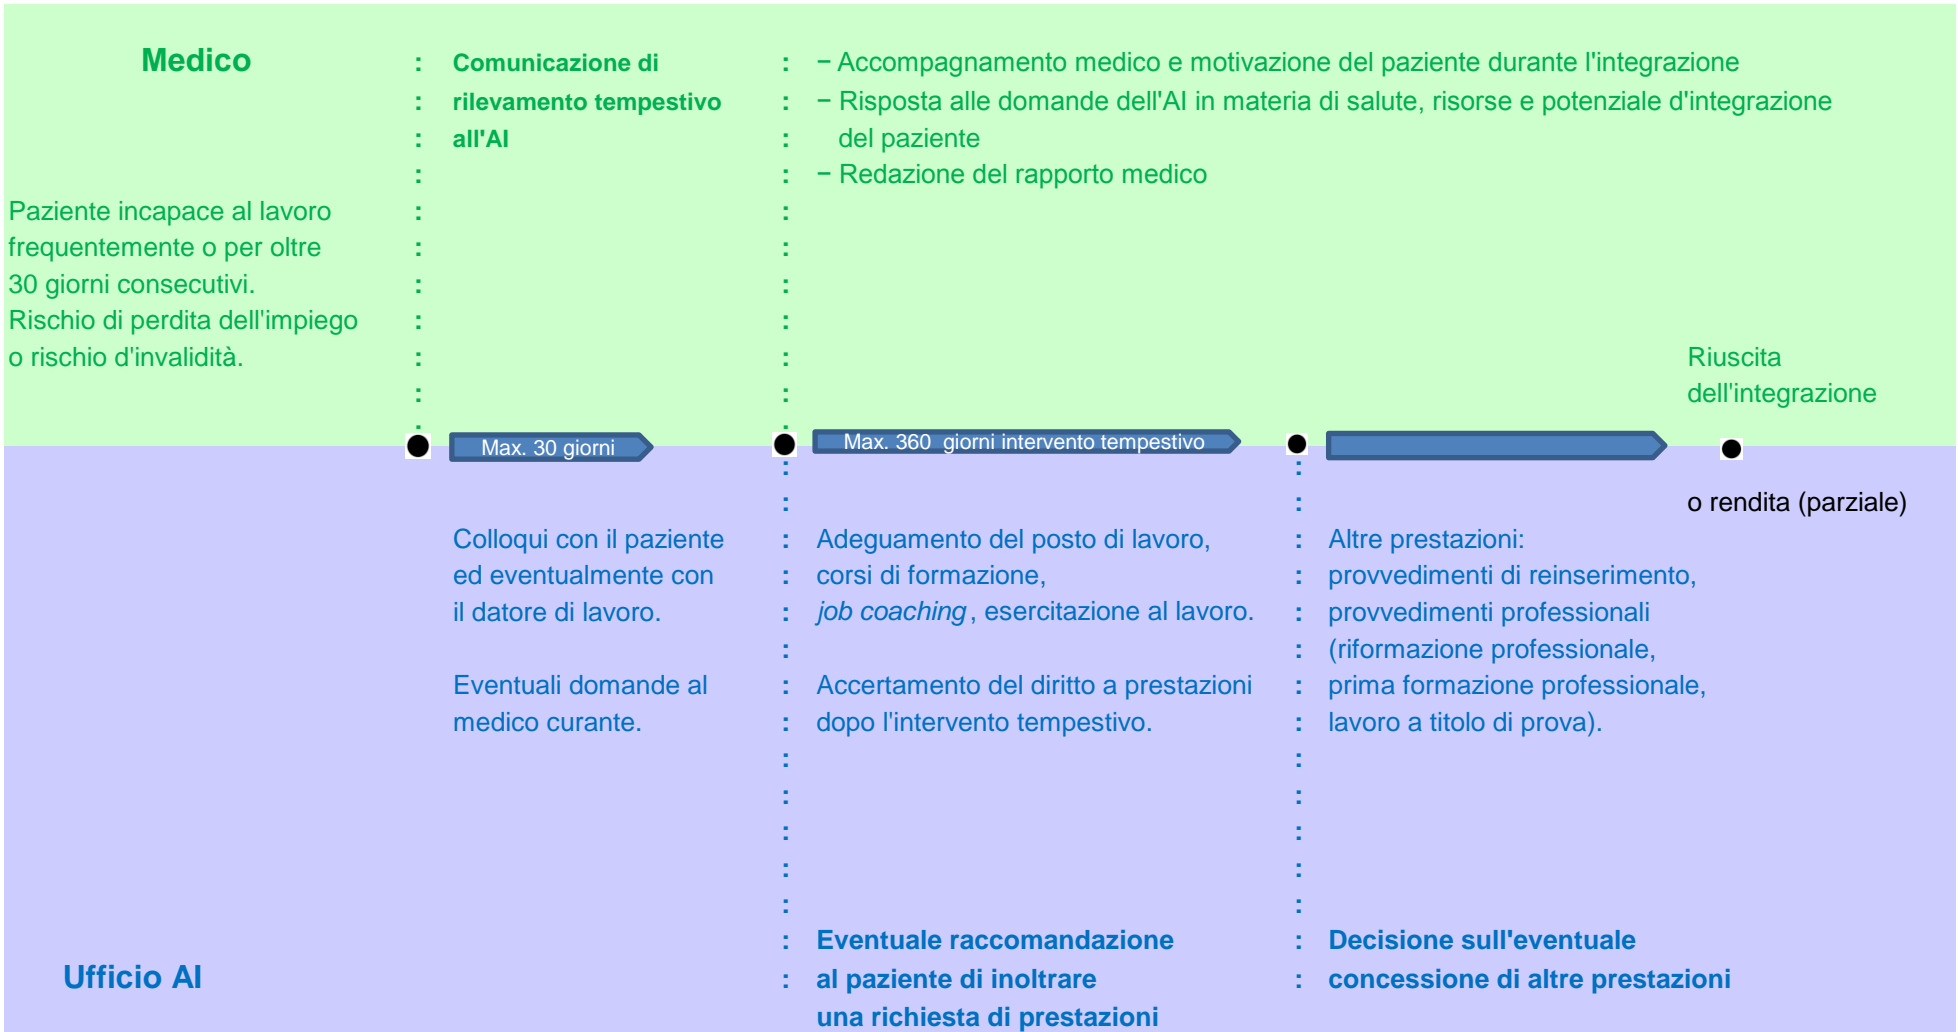 Medico
Paziente incapace al lavoro
frequentemente o per oltre
30 giorni consecutivi.
Rischio di perdita dell'impiego
o rischio d'invalidità.
Comunicazione di
rilevamento tempestivo
all'AI
− Accompagnamento medico e motivazione del paziente durante l'integrazione
− Risposta alle domande dell'AI in materia di salute, risorse e potenziale d'integrazione
del paziente
− Redazione del rapporto medico
Riuscita
dell'integrazione
Max. 30 giorni
Max. 360 giorni intervento tempestivo
o rendita (parziale)
Colloqui con il paziente
ed eventualmente con
il datore di lavoro.
Eventuali domande al
medico curante.
Adeguamento del posto di lavoro,
corsi di formazione,
job coaching, esercitazione al lavoro.
Accertamento del diritto a prestazioni
dopo l'intervento tempestivo.
Altre prestazioni:
provvedimenti di reinserimento,
provvedimenti professionali
(riformazione professionale,
prima formazione professionale,
lavoro a titolo di prova).
Ufficio AI
Eventuale raccomandazione
al paziente di inoltrare
una richiesta di prestazioni
Decisione sull'eventuale
concessione di altre prestazioni